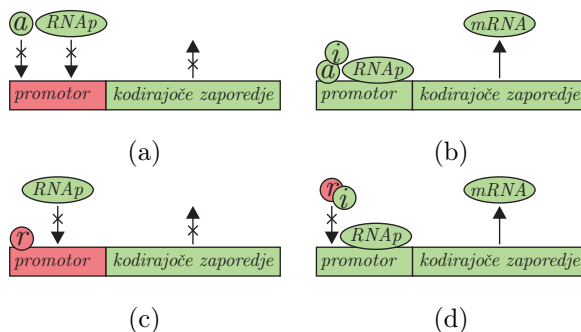 a RNAp
promotor kodirajoče zaporedje
(a)
i
a RNAp mRNA
promotor kodirajoče zaporedje
(b)
RNAp
r
promotor kodirajoče zaporedje
(c)
r i mRNA
RNAp
promotor kodirajoče zaporedje
(d)